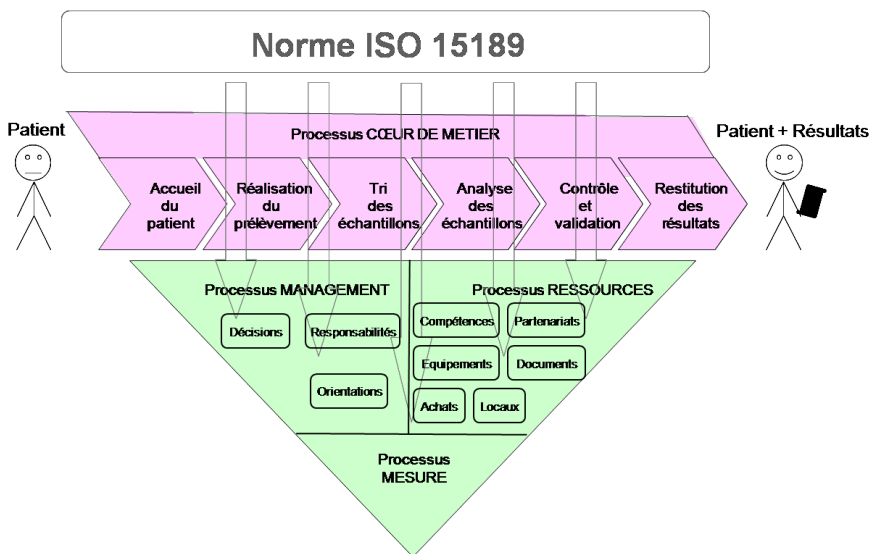 Norme ISO 15189
Patient
Processus CŒUR DE METIER
Patient + Résultats
Accueil
du
patient
Réalisation
du
prélèvement
Tri
des
échantillons
Analyse
des
échantillons
Contrôle
et
validation
Restitution
des
résultats
Processus MANAGEMENT
Décisions
Responsabilités
Orientations
Processus RESSOURCES
Compétences
Partenariats
Equipements
Documents
Achats
Locaux
Processus
MESURE